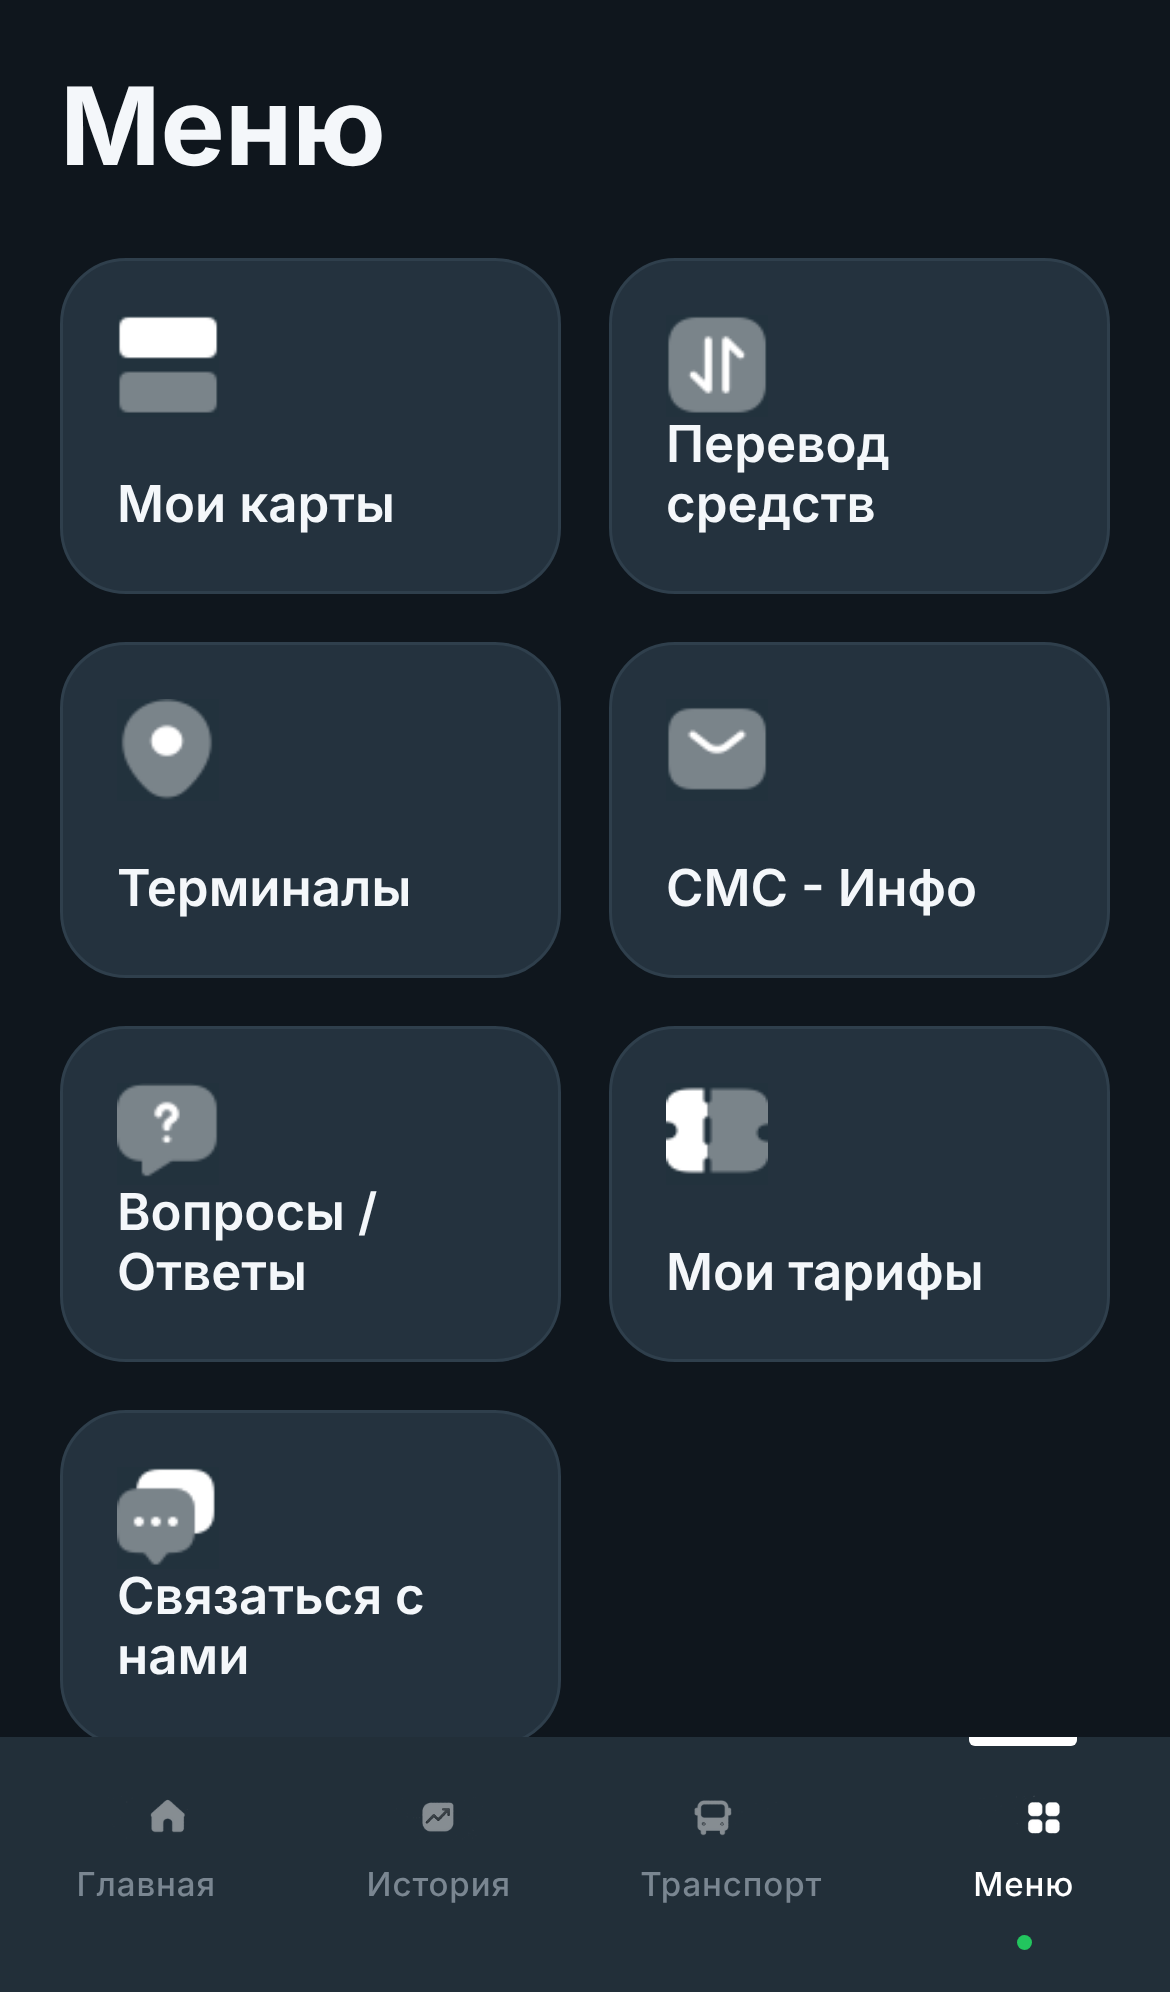 Меню
Мои карты
Перевод
средств
Терминалы
СМС - Инфо
Вопросы /
Ответы
Мои тарифы
Связаться с
нами
Главная
История
Транспорт
Меню